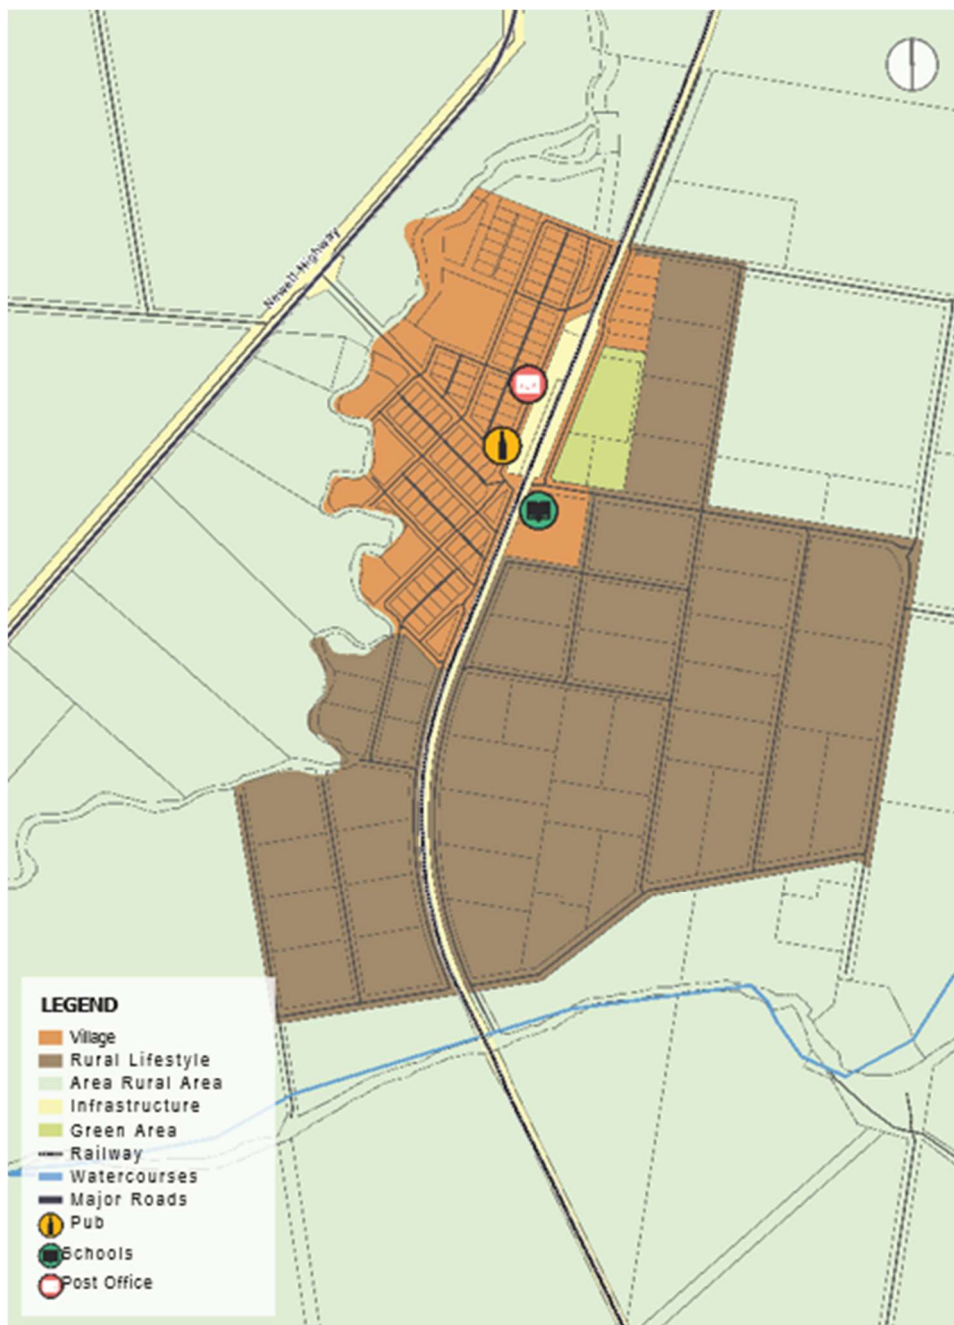 Newell Highway
LEGEND
Village
Rural Lifestyle
Area Rural Area
Infrastructure
Green Area
Railway
Watercourses
Major Roads
Pub
Schools
Post Office